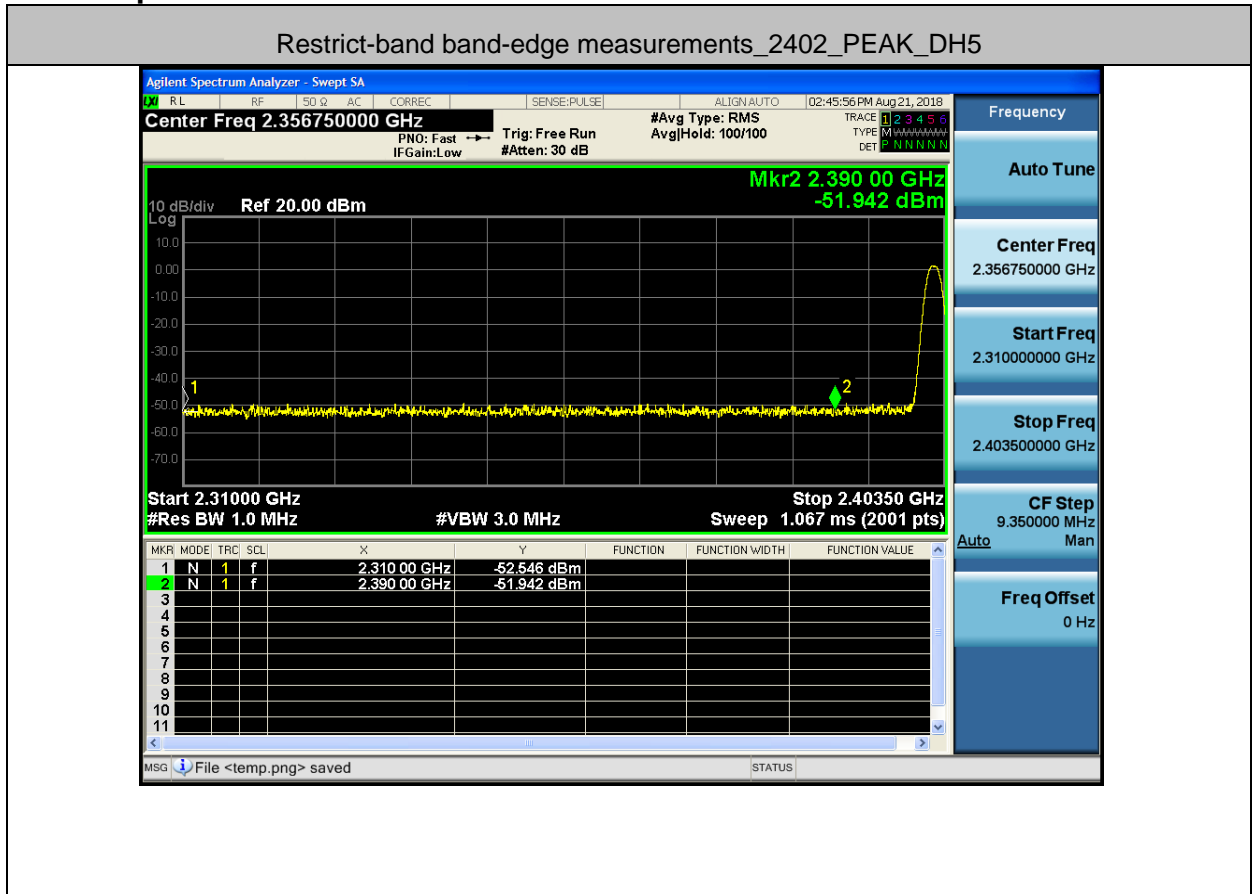 Restrict-band band-edge measurements_2402_PEAK_DH5
Agilent Spectrum Analyzer - Swept SA
LXI RL RF 50 Ω AC CORREC SENSE:PULSE ALIGN AUTO 02:45:56 PM Aug 21, 2018
Center Freq 2.356750000 GHz
PNO: Fast
IFGain:Low
Trig: Free Run
#Atten: 30 dB
#Avg Type: RMS
Avg|Hold: 100/100
TRACE 1 2 3 4 5 6
TYPE M
DET P N N N N N
Frequency
Auto Tune
Center Freq
2.356750000 GHz
Start Freq
2.310000000 GHz
Stop Freq
2.403500000 GHz
CF Step
9.350000 MHz
Auto Man
Freq Offset
0 Hz
Mkr2 2.390 00 GHz
-51.942 dBm
10 dB/div Ref 20.00 dBm
Log
10.0
0.00
-10.0
-20.0
-30.0
-40.0
-50.0
-60.0
-70.0
1
2
Start 2.31000 GHz Stop 2.40350 GHz
#Res BW 1.0 MHz #VBW 3.0 MHz Sweep 1.067 ms (2001 pts)
MKR MODE TRC SCL X Y FUNCTION FUNCTION WIDTH FUNCTION VALUE
1 N 1 f 2.310 00 GHz -52.546 dBm
2 N 1 f 2.390 00 GHz -51.942 dBm
3
4
5
6
7
8
9
10
11
MSG File <temp.png> saved STATUS